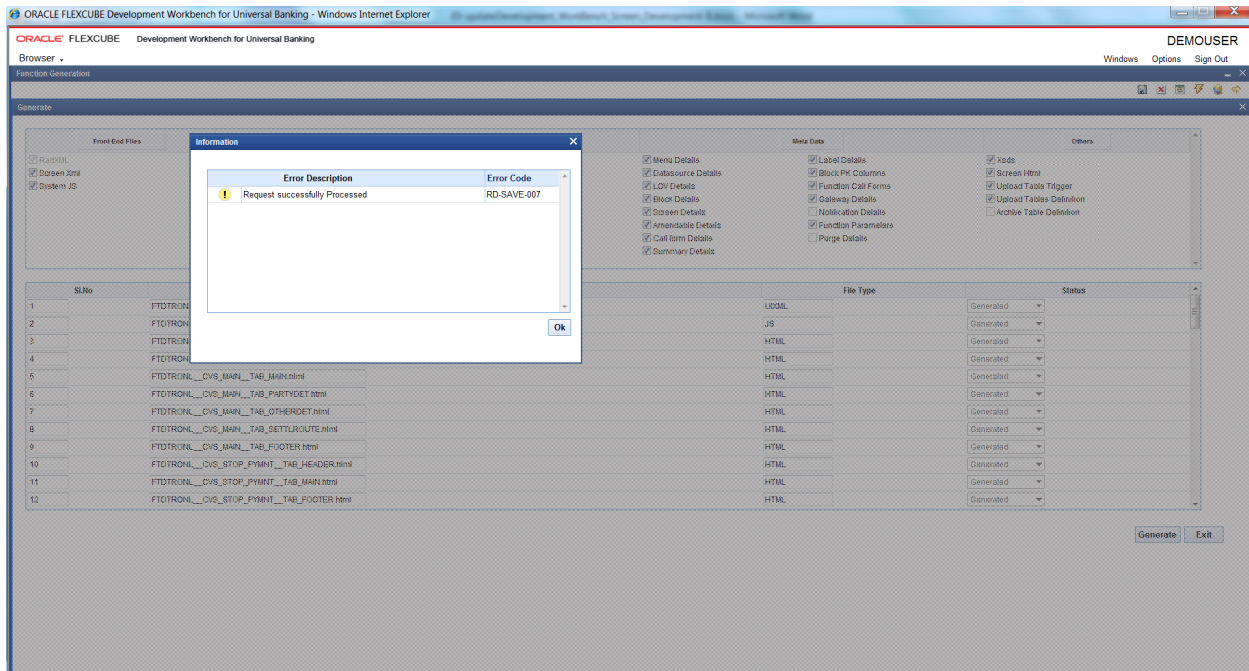 ORACLE FLEXCUBE Development Workbench for Universal Banking - Windows Internet Explorer
ORACLE FLEXCUBE Development Workbench for Universal Banking
DEMOUSER
Browser
Windows Options Sign Out
Function Generation
Generate
Front-End Files Meta Data Others
RadXML Menu Details Label Details Xsds
Screen Xml Datasource Details Block PK Columns Screen Html
System JS LOV Details Function Call Forms Upload Table Trigger
Block Details Gateway Details Upload Tables Definition
Screen Details Notification Details Archive Table Definition
Amendable Details Function Parameters
Call form Details Purge Details
Summary Details
Information
Error Description Error Code
Request successfully Processed RD-SAVE-007
Ok
Sl.No File Type Status
1 FTDTRON UIXML Generated
2 FTDTRON JS Generated
3 FTDTRON HTML Generated
4 FTDTRON HTML Generated
5 FTDTRONL__CVS_MAIN__TAB_MAIN.html HTML Generated
6 FTDTRONL__CVS_MAIN__TAB_PARTYDET.html HTML Generated
7 FTDTRONL__CVS_MAIN__TAB_OTHERDET.html HTML Generated
8 FTDTRONL__CVS_MAIN__TAB_SETTLROUTE.html HTML Generated
9 FTDTRONL__CVS_MAIN__TAB_FOOTER.html HTML Generated
10 FTDTRONL__CVS_STOP_PYMNT__TAB_HEADER.html HTML Generated
11 FTDTRONL__CVS_STOP_PYMNT__TAB_MAIN.html HTML Generated
12 FTDTRONL__CVS_STOP_PYMNT__TAB_FOOTER.html HTML Generated
Generate Exit